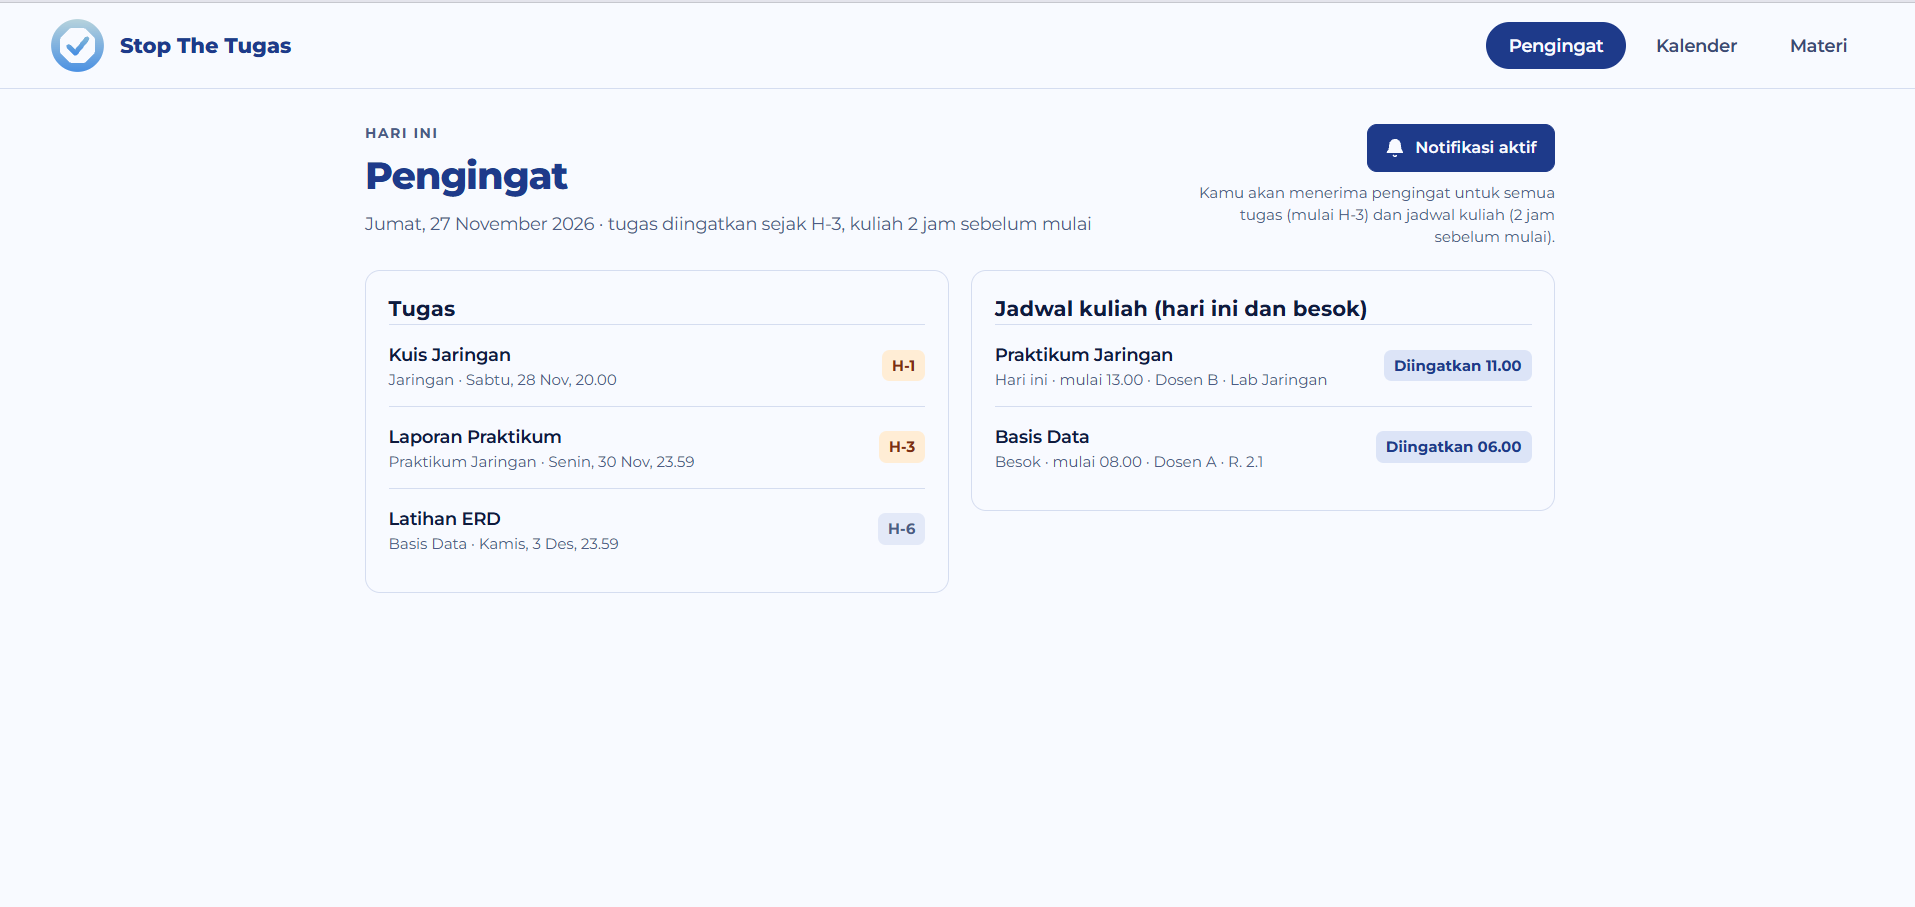 Stop The Tugas
Pengingat
Kalender
Materi
HARI INI
Pengingat
Jumat, 27 November 2026 · tugas diingatkan sejak H-3, kuliah 2 jam sebelum mulai
Notifikasi aktif
Kamu akan menerima pengingat untuk semua
tugas (mulai H-3) dan jadwal kuliah (2 jam
sebelum mulai).
Tugas
Kuis Jaringan
Jaringan · Sabtu, 28 Nov, 20.00
H-1
Laporan Praktikum
Praktikum Jaringan · Senin, 30 Nov, 23.59
H-3
Latihan ERD
Basis Data · Kamis, 3 Des, 23.59
H-6
Jadwal kuliah (hari ini dan besok)
Praktikum Jaringan
Hari ini · mulai 13.00 · Dosen B · Lab Jaringan
Diingatkan 11.00
Basis Data
Besok · mulai 08.00 · Dosen A · R. 2.1
Diingatkan 06.00